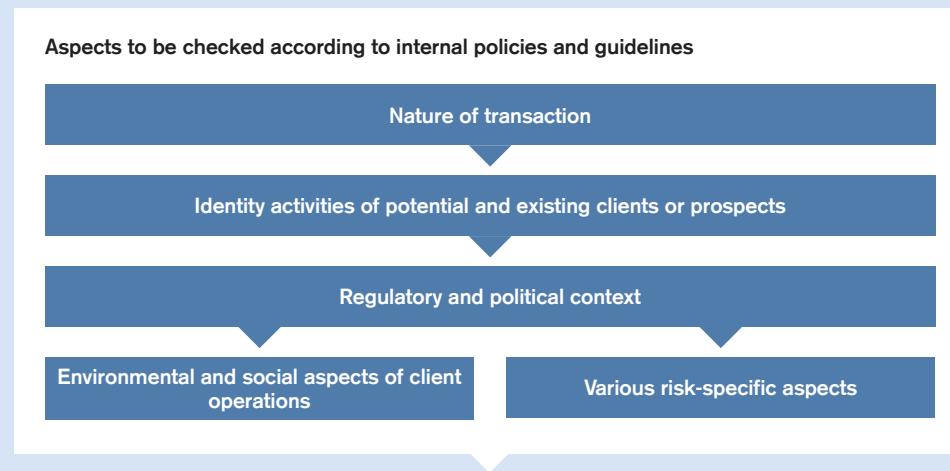 Aspects to be checked according to internal policies and guidelines
Nature of transaction
Identity activities of potential and existing clients or prospects
Regulatory and political context
Environmental and social aspects of client
operations
Various risk-specific aspects